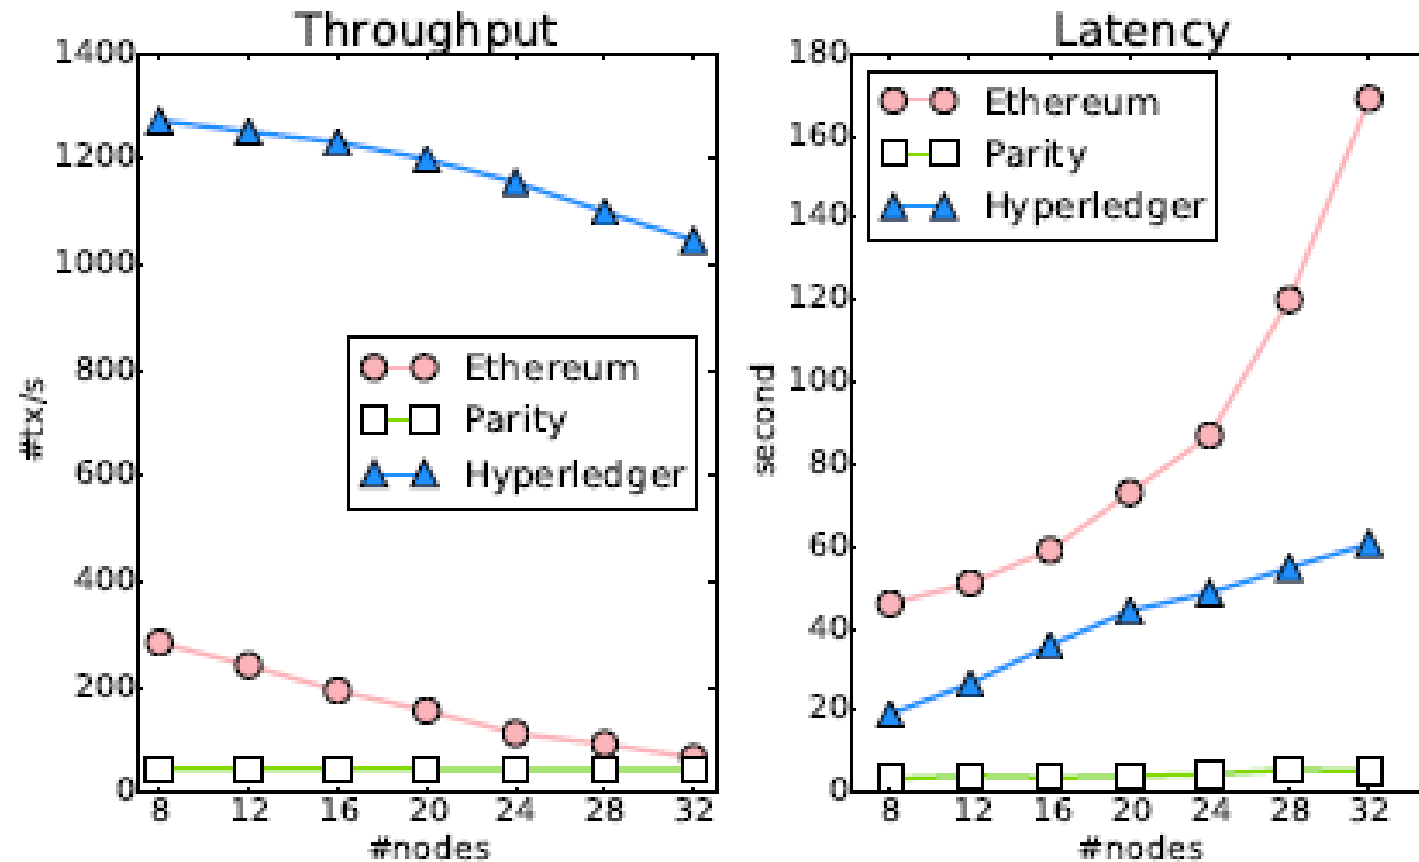 Throughput
1400
1200
1000
800
600
400
200
0
#tx/s
Ethereum
Parity
Hyperledger
8 12 16 20 24 28 32
#nodes
Latency
180
160
140
120
100
80
60
40
20
0
second
Ethereum
Parity
Hyperledger
8 12 16 20 24 28 32
#nodes